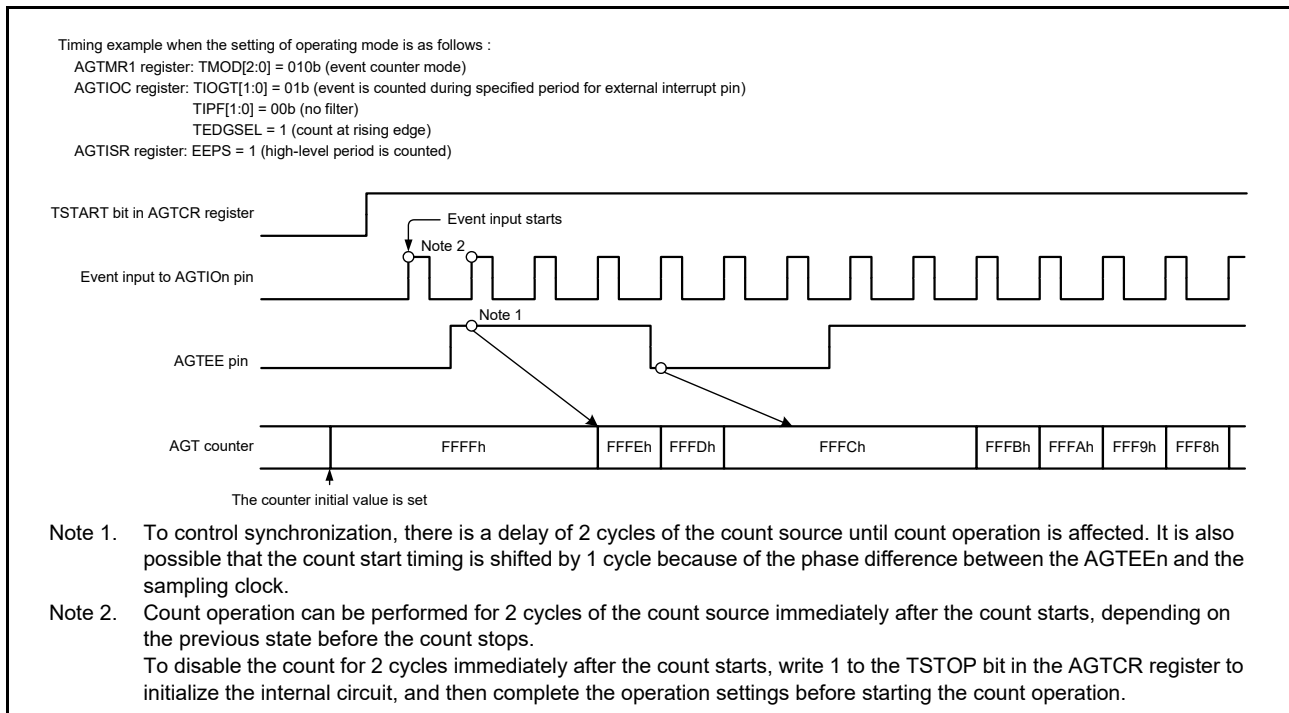 Timing example when the setting of operating mode is as follows :
AGTMR1 register: TMOD[2:0] = 010b (event counter mode)
AGTIOC register: TIOGT[1:0] = 01b (event is counted during specified period for external interrupt pin)
TIPF[1:0] = 00b (no filter)
TEDGSEL = 1 (count at rising edge)
AGTISR register: EEPS = 1 (high-level period is counted)
TSTART bit in AGTCR register
Event input starts
Note 2
Event input to AGTIOn pin
Note 1
AGTEE pin
AGT counter FFFFh FFFEh FFFDh FFFCh FFFBh FFFAh FFF9h FFF8h
The counter initial value is set
Note 1. To control synchronization, there is a delay of 2 cycles of the count source until count operation is affected. It is also
possible that the count start timing is shifted by 1 cycle because of the phase difference between the AGTEEn and the
sampling clock.
Note 2. Count operation can be performed for 2 cycles of the count source immediately after the count starts, depending on
the previous state before the count stops.
To disable the count for 2 cycles immediately after the count starts, write 1 to the TSTOP bit in the AGTCR register to
initialize the internal circuit, and then complete the operation settings before starting the count operation.